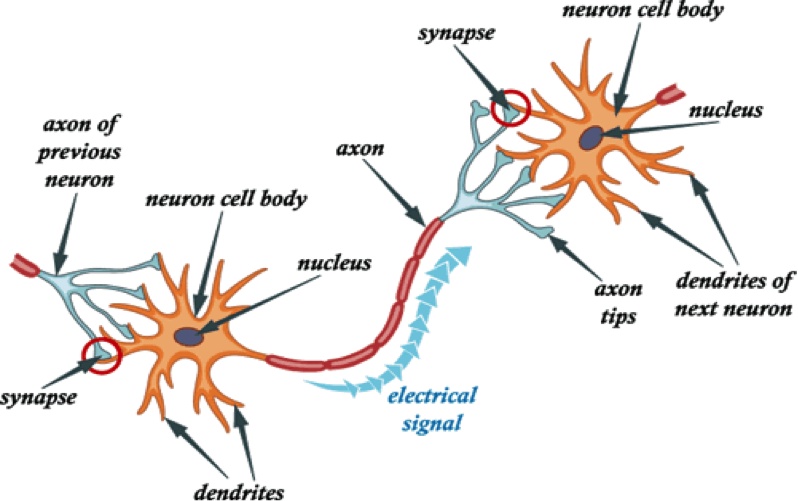 neuron cell body
synapse
nucleus
axon of
previous
neuron
axon
neuron cell body
nucleus
dendrites of
next neuron
axon
tips
synapse
electrical
signal
dendrites